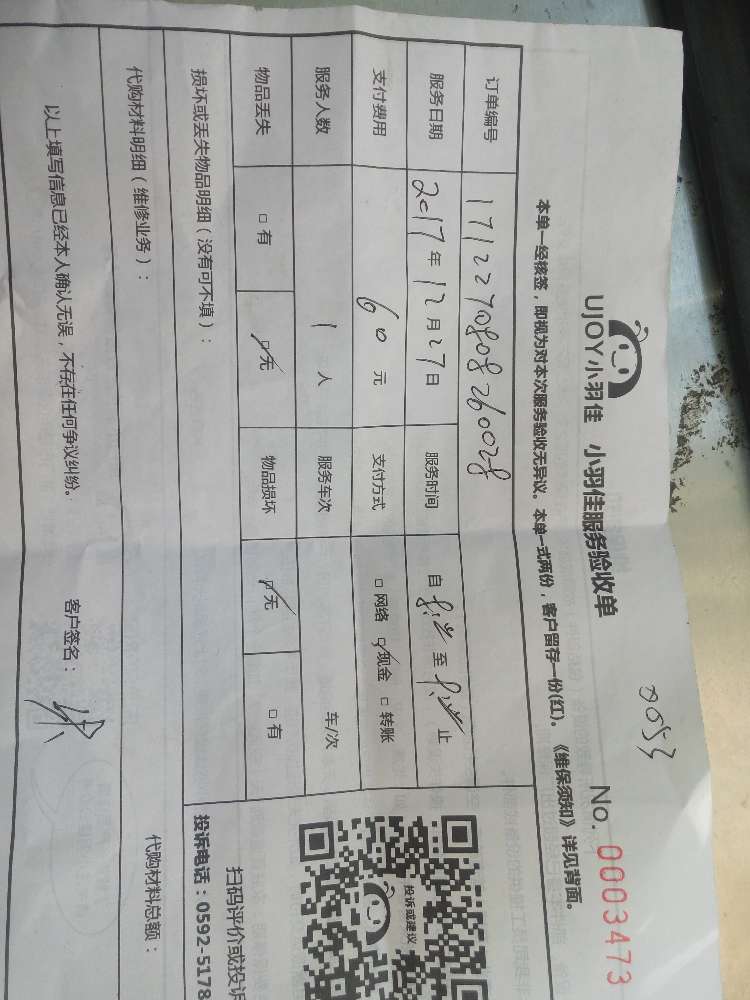 0053
UJOY小羽佳 小羽佳服务验收单 No. 0003473
本单一经核签，即视为对本次服务验收无异议。本单一式两份，客户留存一份(红)。《维保须知》详见背面。
订单编号 1712270808260028
服务日期 2017年12月27日 服务时间 自 至 止
支付费用 60元 支付方式 □网络 ☑现金 □转账
服务人数 1人 服务车次 车/次
物品丢失 □有 ☑无 物品损坏 ☑无 □有
损坏或丢失物品明细（没有可不填）：
投诉或建议
扫码评价或投诉
投诉电话：0592-5178
代购材料明细（维修业务）： 代购材料总额：
以上填写信息已经本人确认无误，不存在任何争议纠纷。 客户签名：